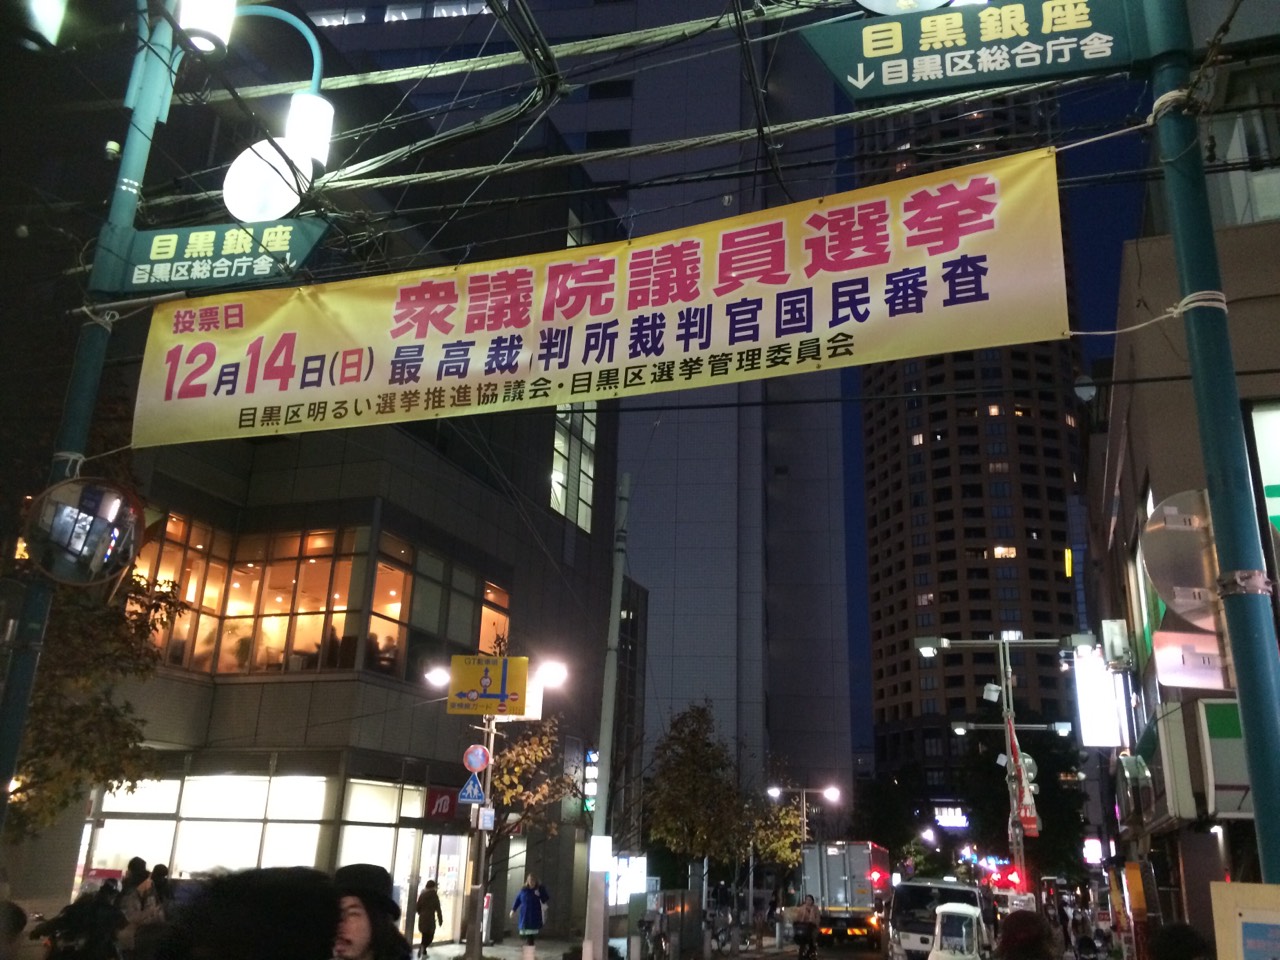 目黒銀座
↓目黒区総合庁舎
目黒銀座
目黒区総合庁舎↓
衆議院議員選挙
投票日
12月14日(日)
最高裁判所裁判官国民審査
目黒区明るい選挙推進協議会・目黒区選挙管理委員会